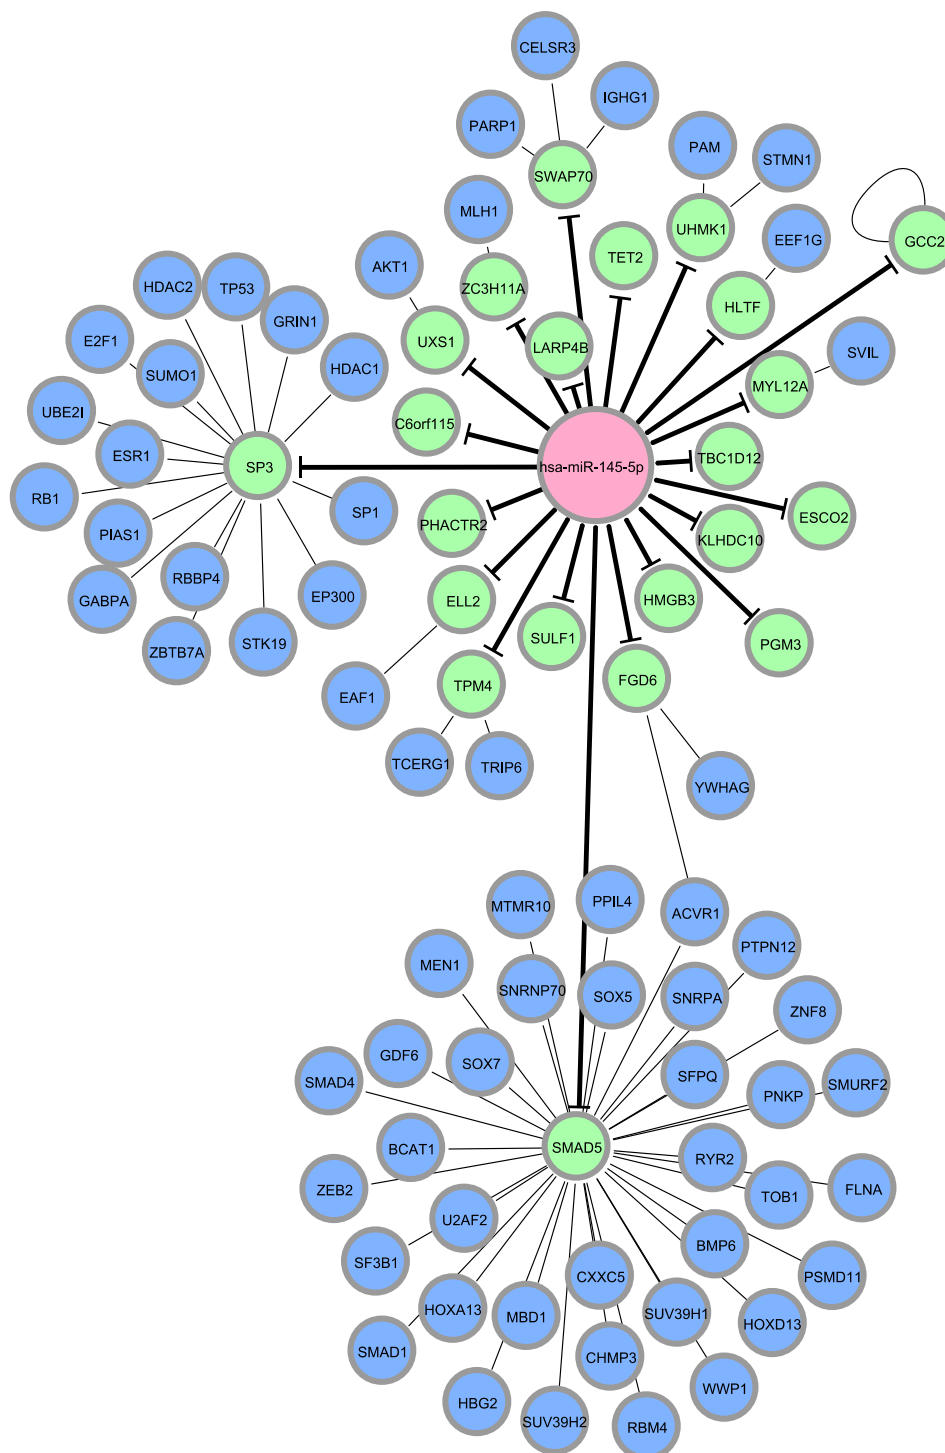 CELSR3
IGHG1
PARP1
PAM
STMN1
SWAP70
MLH1
UHMK1
EEF1G
GCC2
AKT1
ZC3H11A
TET2
HLTF
HDAC2
TP53
GRIN1
E2F1
SUMO1
HDAC1
UXS1
LARP4B
SVIL
MYL12A
UBE2I
C6orf115
ESR1
SP3
hsa-miR-145-5p
TBC1D12
RB1
SP1
PIAS1
PHACTR2
ESCO2
KLHDC10
RBBP4
GABPA
EP300
ELL2
HMGB3
ZBTB7A
STK19
SULF1
PGM3
EAF1
TPM4
FGD6
TCERG1
TRIP6
YWHAG
MTMR10
PPIL4
ACVR1
PTPN12
MEN1
SNRNP70
SOX5
SNRPA
ZNF8
GDF6
SOX7
SFPQ
SMAD4
PNKP
SMURF2
BCAT1
SMAD5
RYR2
ZEB2
TOB1
FLNA
U2AF2
BMP6
SF3B1
CXXC5
PSMD11
HOXA13
MBD1
SUV39H1
HOXD13
SMAD1
CHMP3
WWP1
HBG2
SUV39H2
RBM4